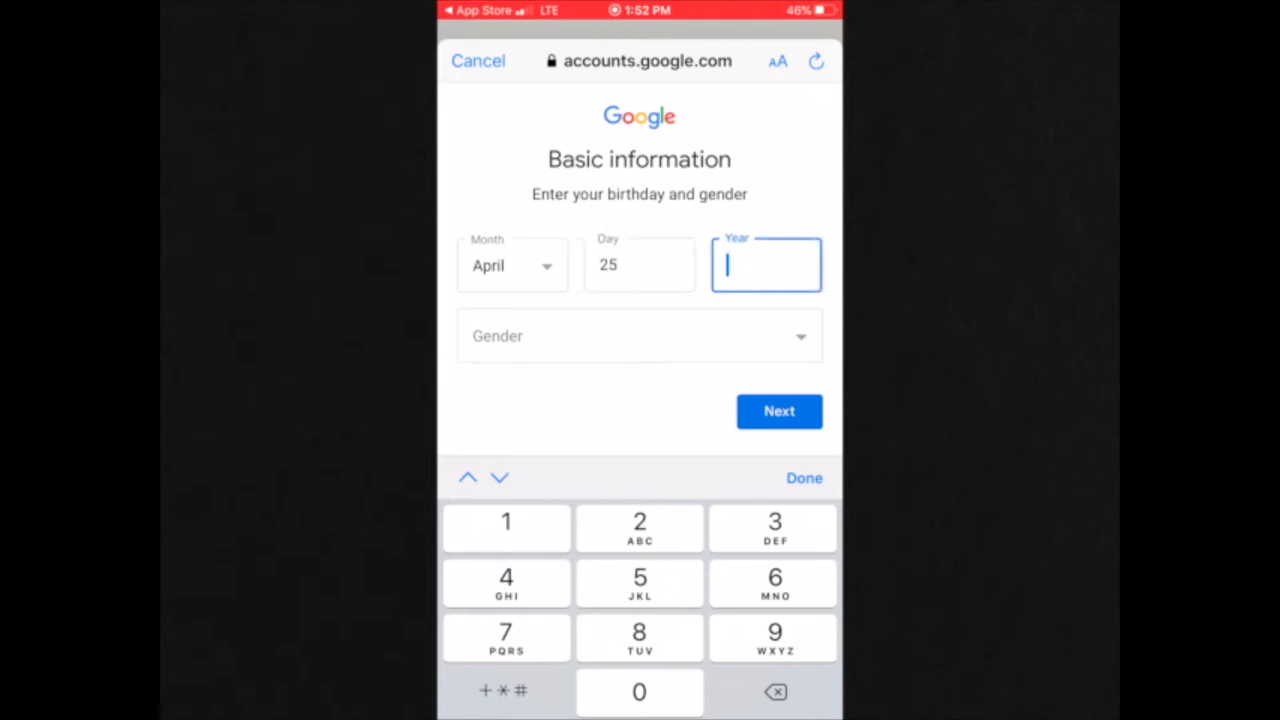 App Store LTE 1:52 PM 46%
Cancel accounts.google.com AA
Google
Basic information
Enter your birthday and gender
Month Day Year
April 25
Gender
Next
Done
1 2 3
ABC DEF
4 5 6
GHI JKL MNO
7 8 9
PQRS TUV WXYZ
+*# 0